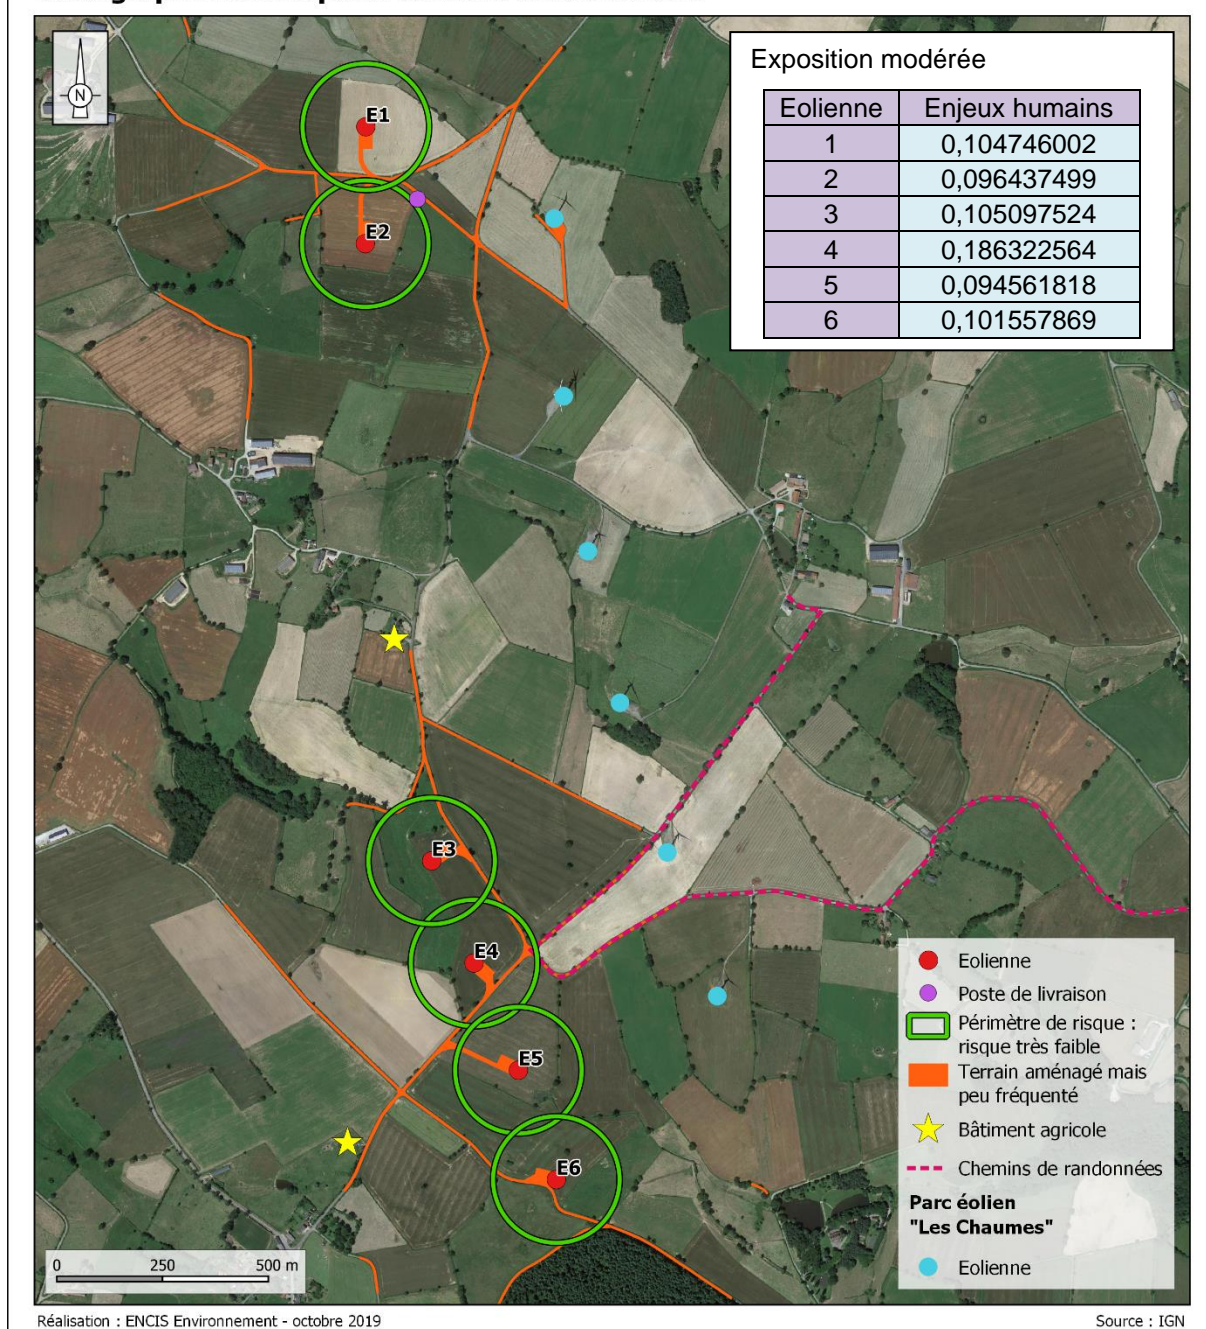 N
Exposition modérée
Eolienne Enjeux humains
1 0,104746002
2 0,096437499
3 0,105097524
4 0,186322564
5 0,094561818
6 0,101557869
E1
E2
E3
E4
E5
E6
Eolienne
Poste de livraison
Périmètre de risque :
risque très faible
Terrain aménagé mais
peu fréquenté
Bâtiment agricole
Chemins de randonnées
Parc éolien
"Les Chaumes"
Eolienne
0 250 500 m
Réalisation : ENCIS Environnement - octobre 2019 Source : IGN